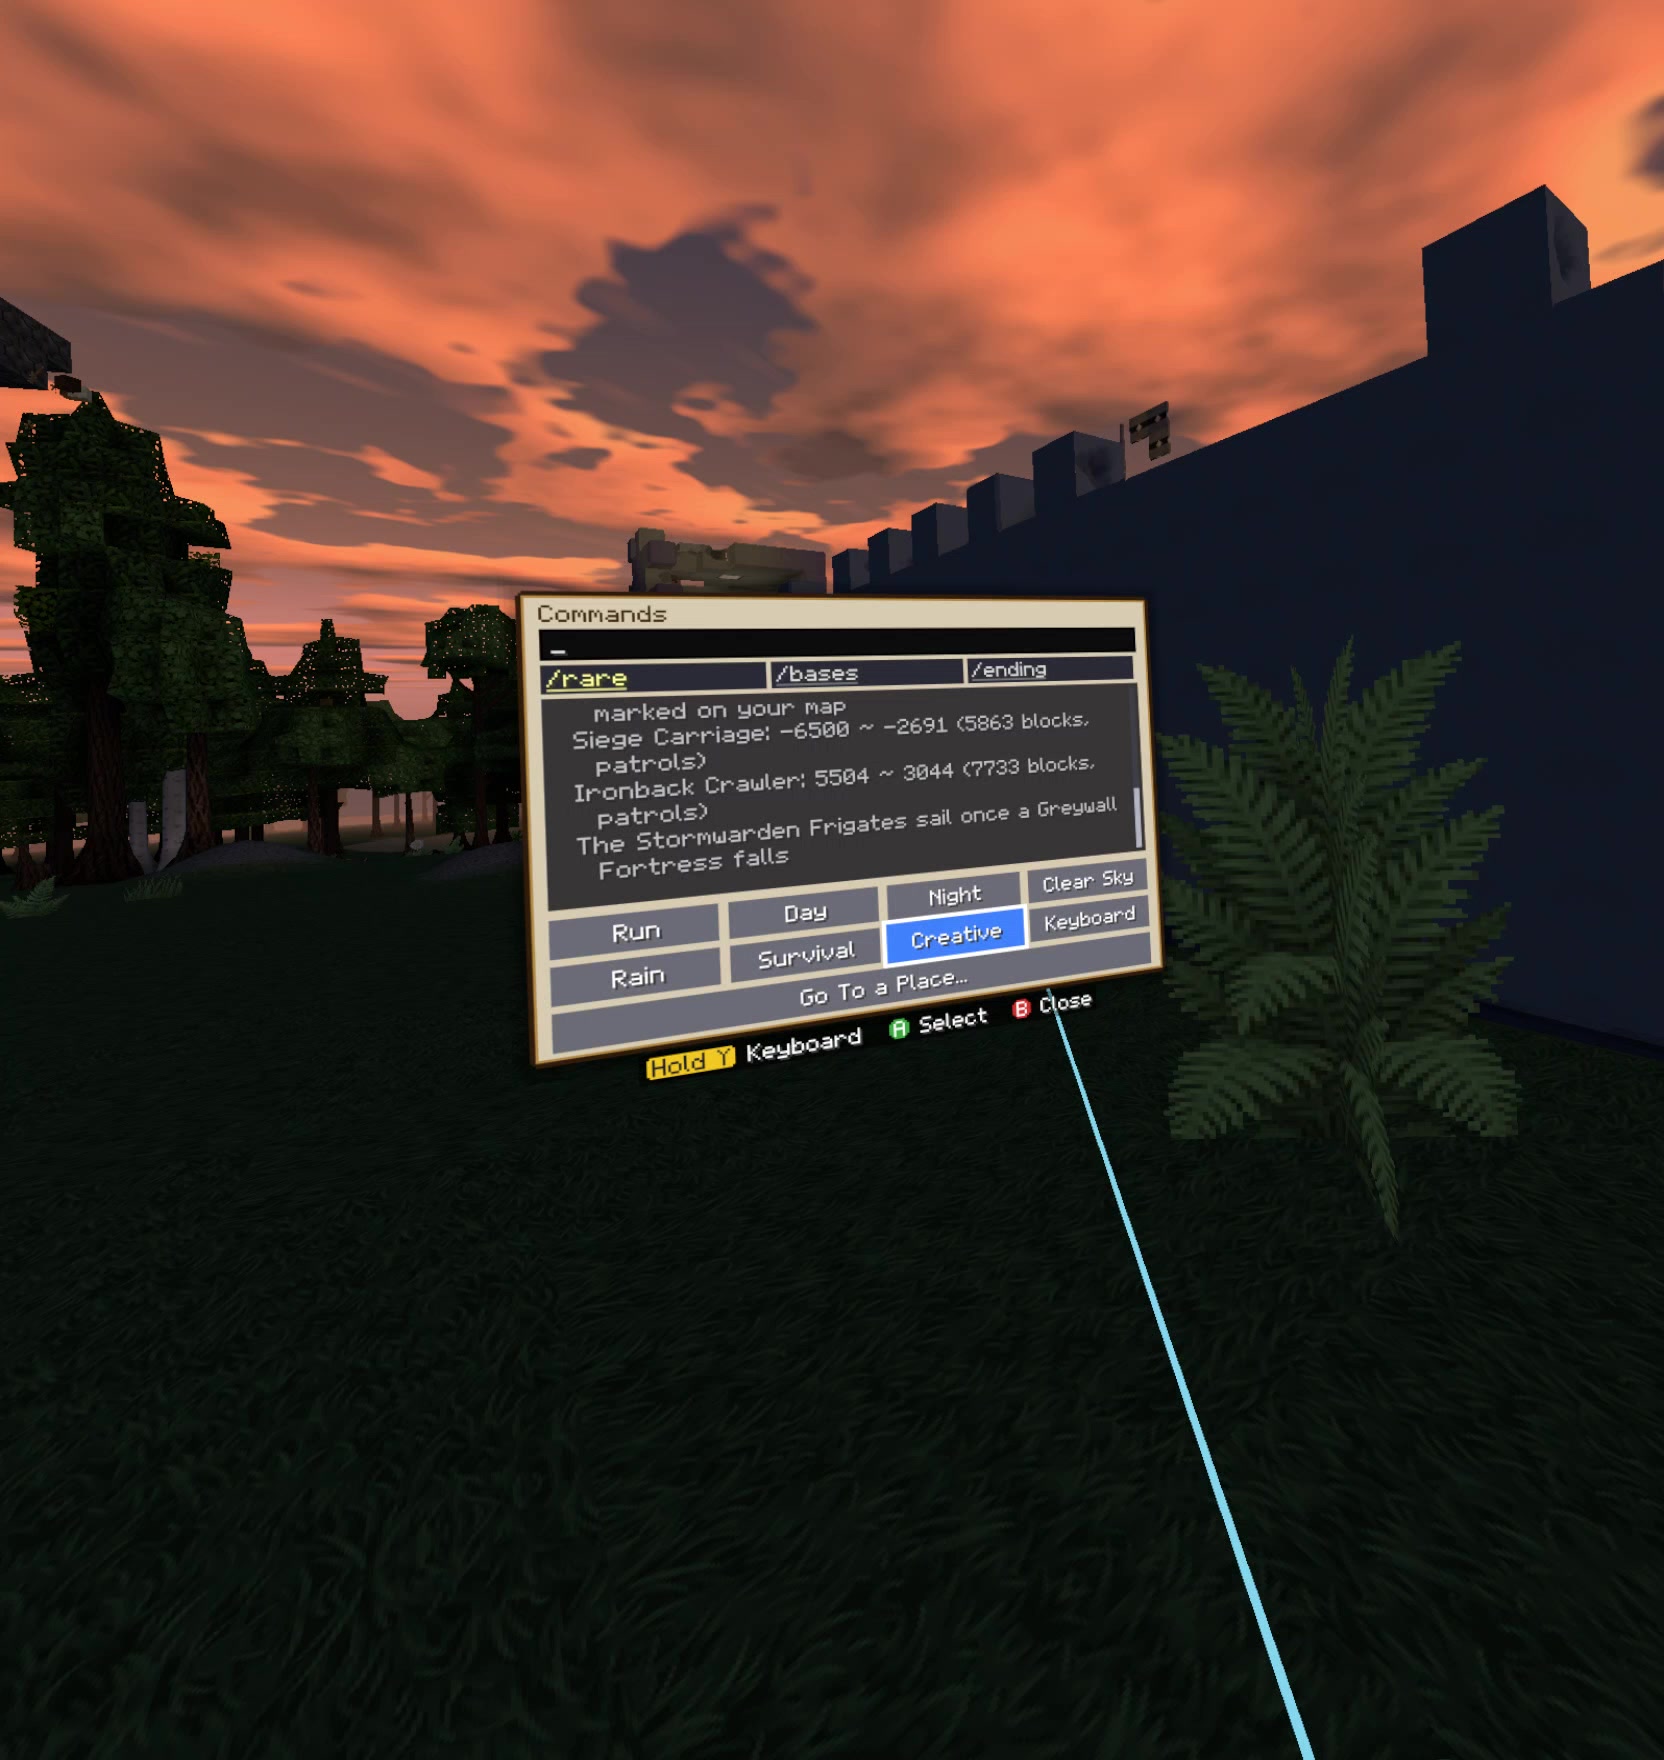 Commands
_
/rare /bases /ending
marked on your map
Siege Carriage: -6500 ~ -2691 (5863 blocks,
patrols)
Ironback Crawler: 5504 ~ 3044 (7733 blocks,
patrols)
The Stormwarden Frigates sail once a Greywall
Fortress falls
Run Day Night Clear Sky
Rain Survival Creative Keyboard
Go To a Place...
Hold Y Keyboard A Select B Close